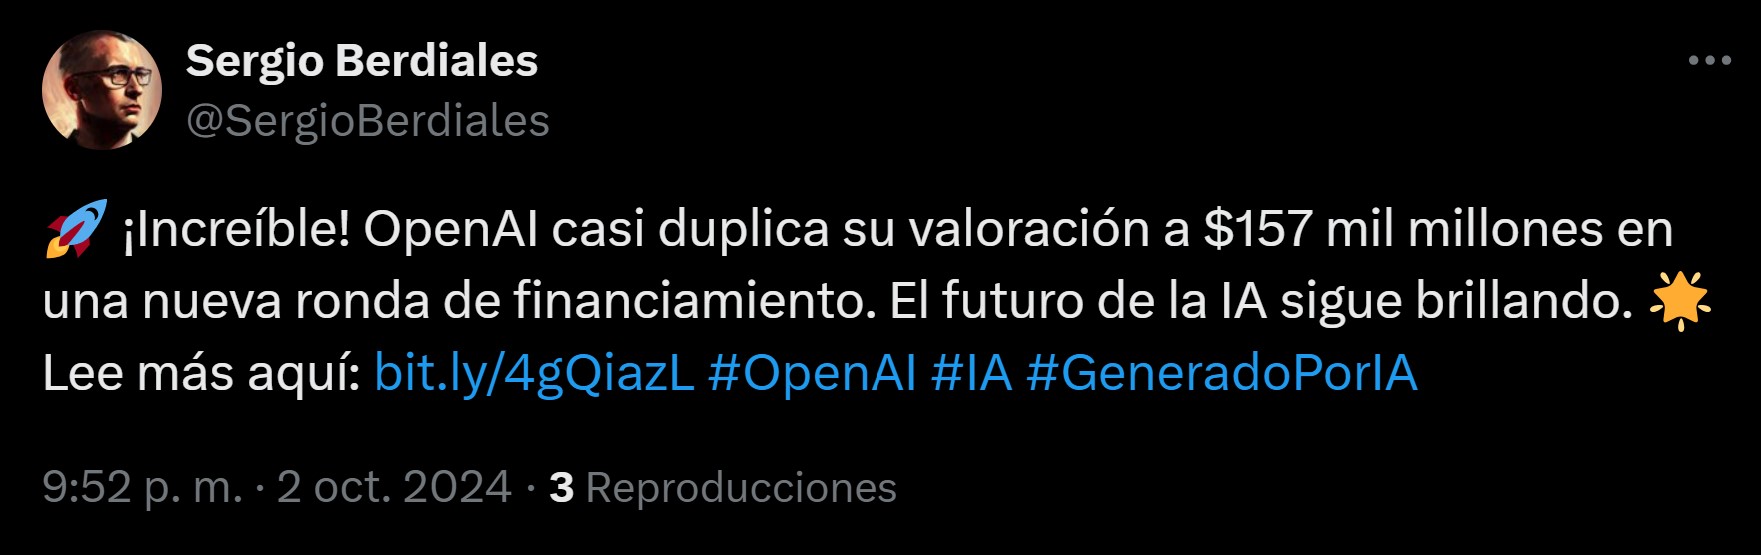 Sergio Berdiales
@SergioBerdiales
🚀 ¡Increíble! OpenAI casi duplica su valoración a $157 mil millones en
una nueva ronda de financiamiento. El futuro de la IA sigue brillando. 🌟
Lee más aquí: bit.ly/4gQiazL #OpenAI #IA #GeneradoPorIA
9:52 p. m. · 2 oct. 2024 · 3 Reproducciones